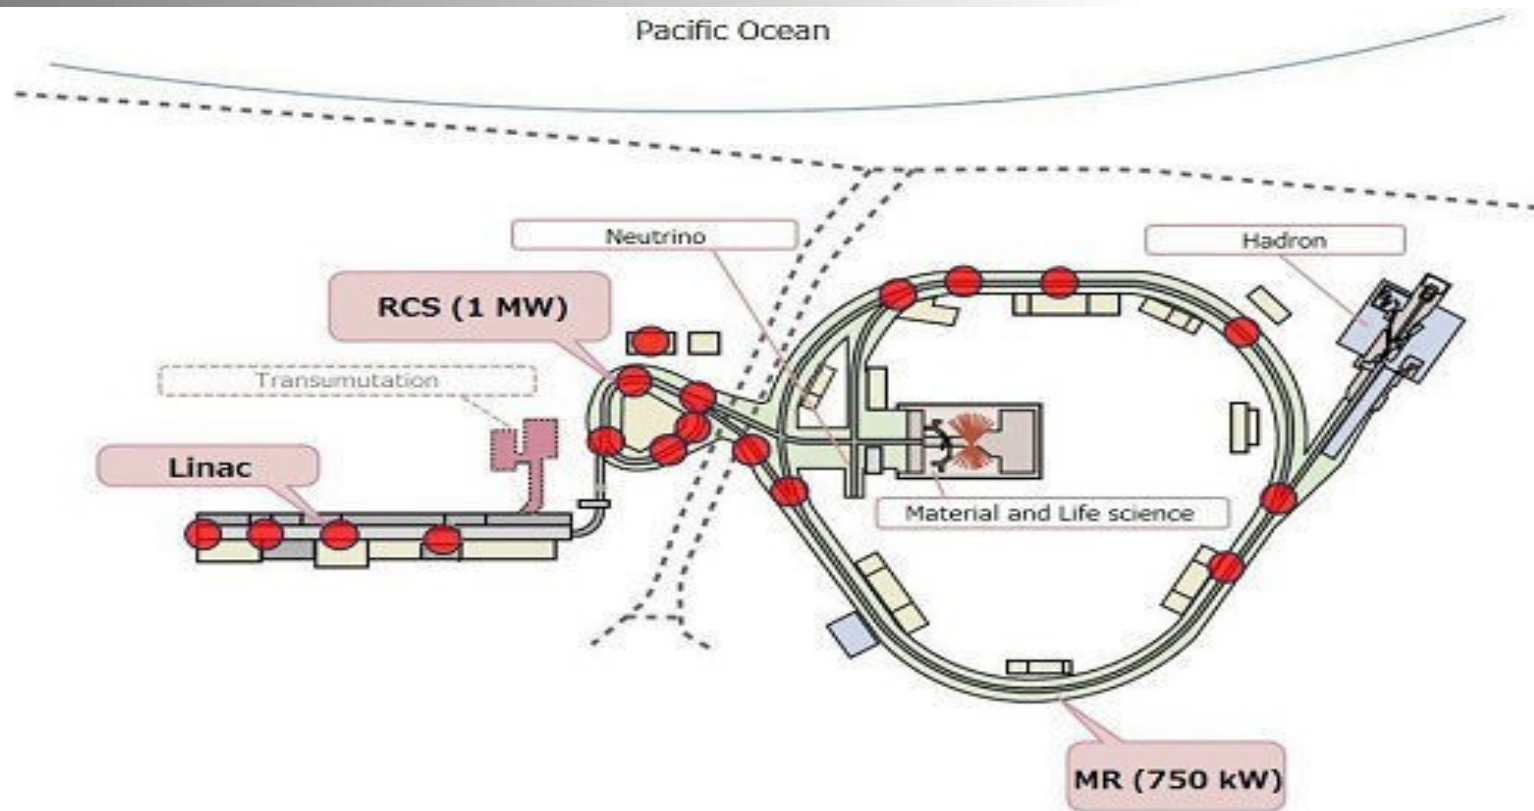 Pacific Ocean
Neutrino
Hadron
RCS (1 MW)
Transumutation
Linac
Material and Life science
MR (750 kW)